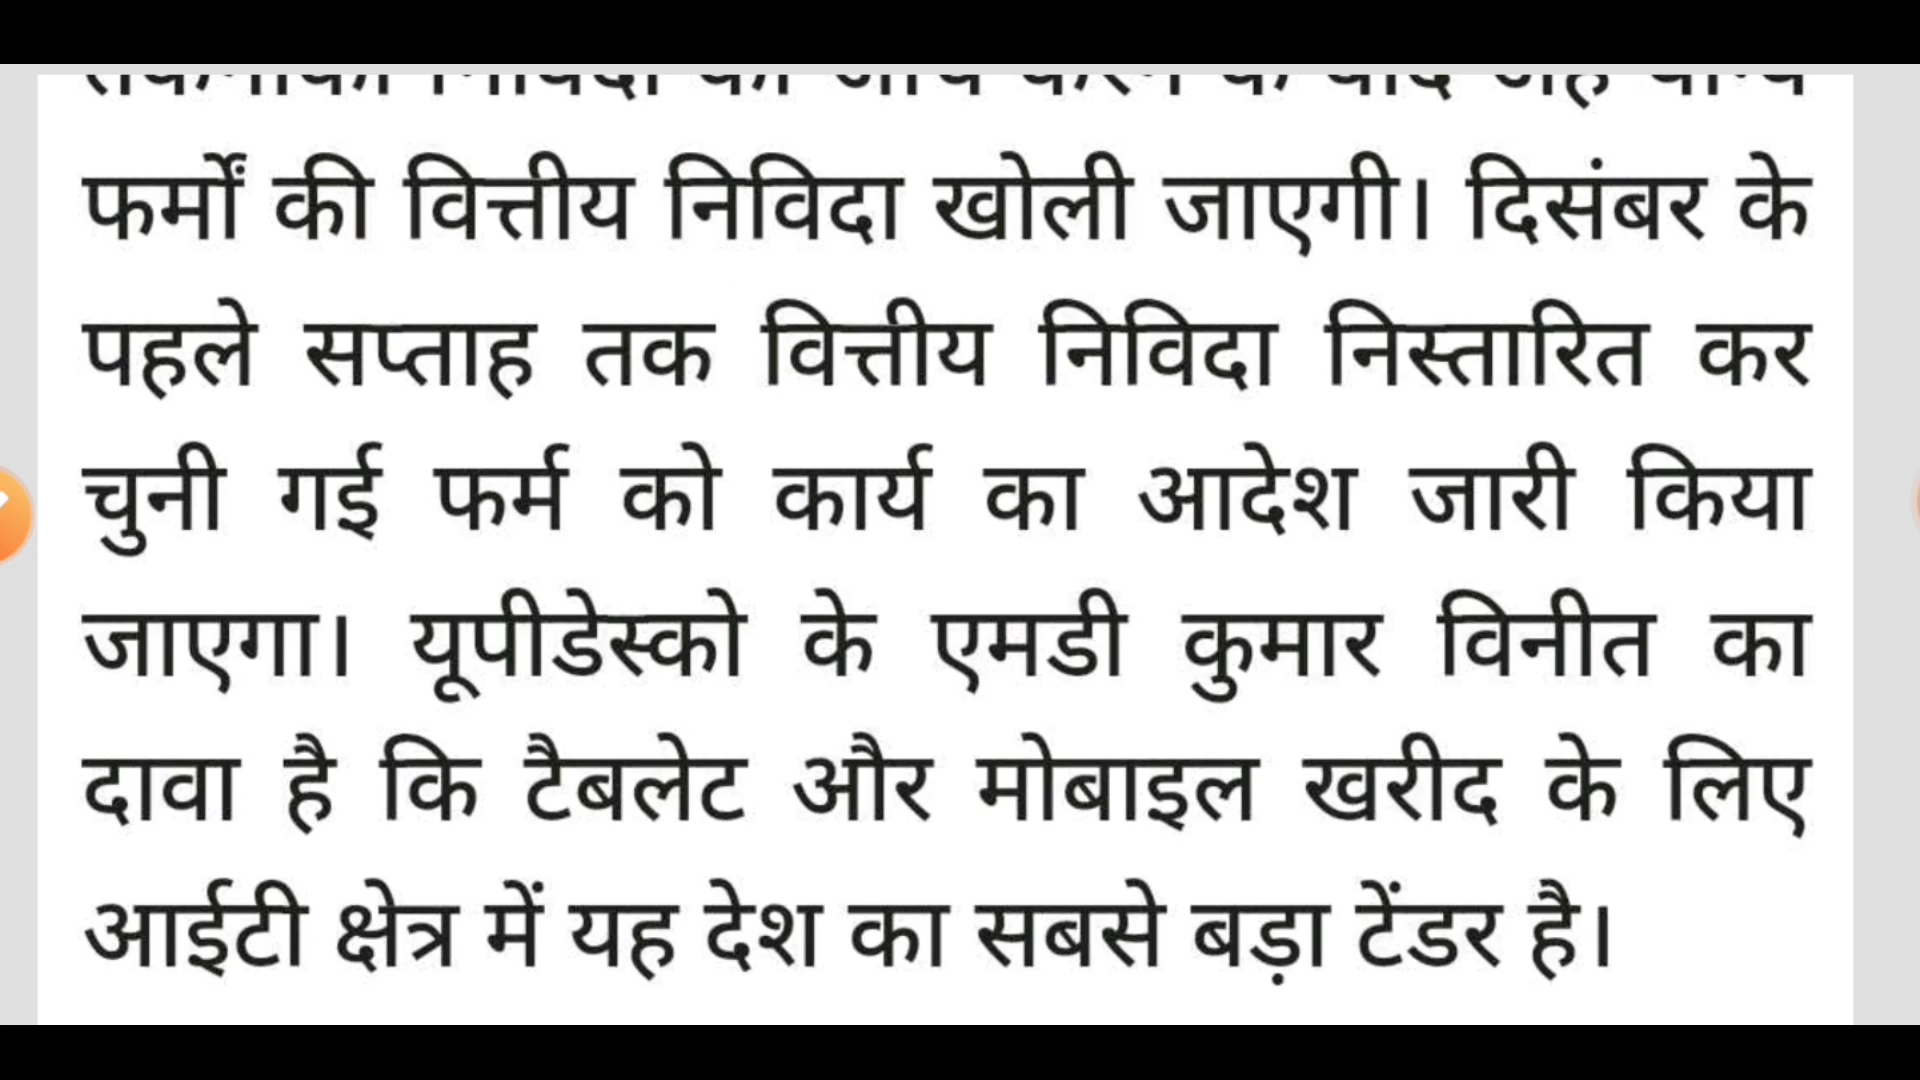 फर्मों की वित्तीय निविदा खोली जाएगी। दिसंबर के
पहले सप्ताह तक वित्तीय निविदा निस्तारित कर
चुनी गई फर्म को कार्य का आदेश जारी किया
जाएगा। यूपीडेस्को के एमडी कुमार विनीत का
दावा है कि टैबलेट और मोबाइल खरीद के लिए
आईटी क्षेत्र में यह देश का सबसे बड़ा टेंडर है।